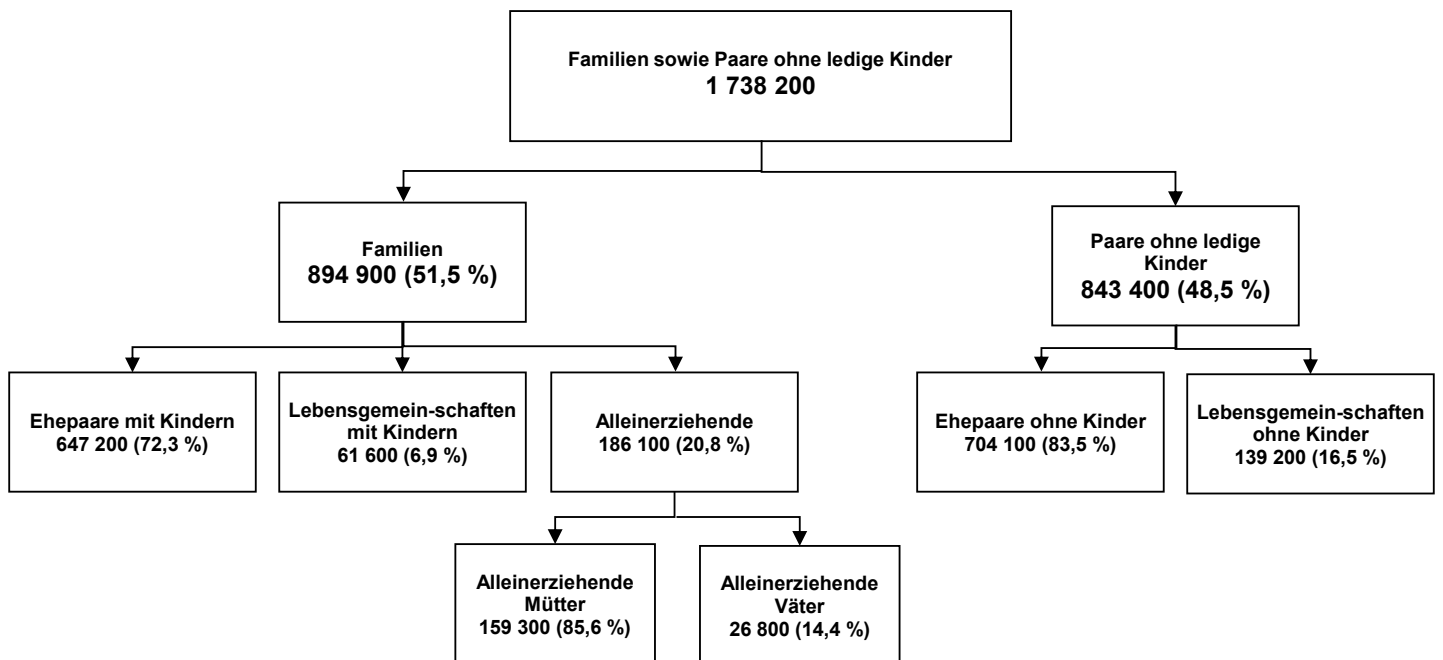 Familien sowie Paare ohne ledige Kinder
1 738 200
Familien
894 900 (51,5 %)
Paare ohne ledige
Kinder
843 400 (48,5 %)
Ehepaare mit Kindern
647 200 (72,3 %)
Lebensgemein-schaften
mit Kindern
61 600 (6,9 %)
Alleinerziehende
186 100 (20,8 %)
Ehepaare ohne Kinder
704 100 (83,5 %)
Lebensgemein-schaften
ohne Kinder
139 200 (16,5 %)
Alleinerziehende
Mütter
159 300 (85,6 %)
Alleinerziehende
Väter
26 800 (14,4 %)